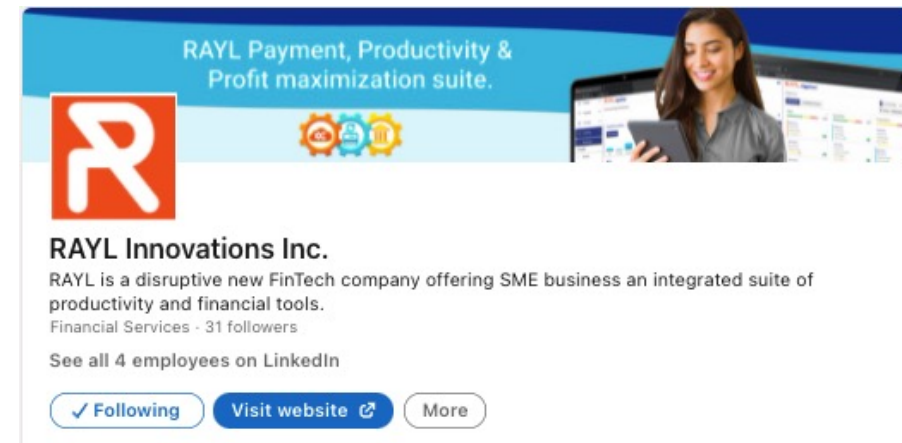 RAYL Payment, Productivity &
Profit maximization suite.
R
RAYL Innovations Inc.
RAYL is a disruptive new FinTech company offering SME business an integrated suite of
productivity and financial tools.
Financial Services · 31 followers
See all 4 employees on LinkedIn
Following
Visit website
More